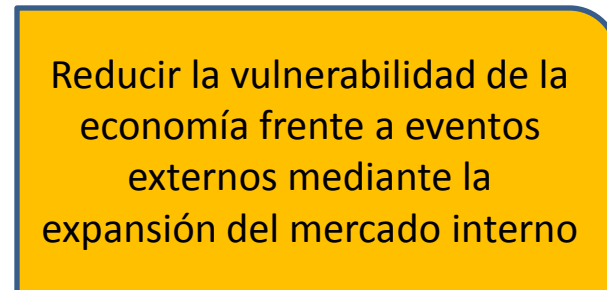 Reducir la vulnerabilidad de la
economía frente a eventos
externos mediante la
expansión del mercado interno